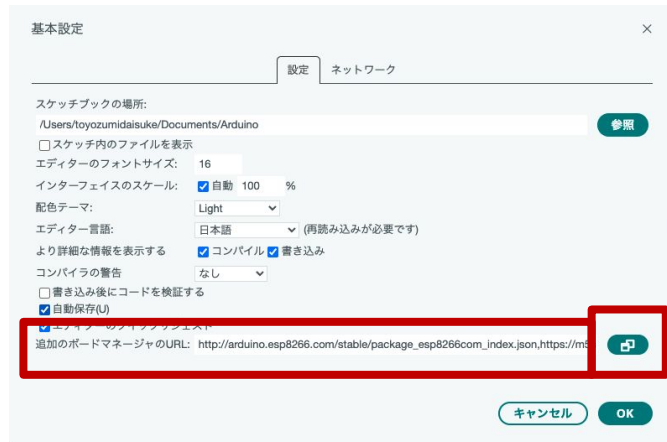 基本設定
設定 ネットワーク
スケッチブックの場所:
/Users/toyozumidaisuke/Documents/Arduino 参照
スケッチ内のファイルを表示
エディターのフォントサイズ: 16
インターフェイスのスケール: 自動 100 %
配色テーマ: Light
エディター言語: 日本語 (再読み込みが必要です)
より詳細な情報を表示する コンパイル 書き込み
コンパイラの警告 なし
書き込み後にコードを検証する
自動保存(U)
追加のボードマネージャのURL: http://arduino.esp8266.com/stable/package_esp8266com_index.json,https://m5
キャンセル OK